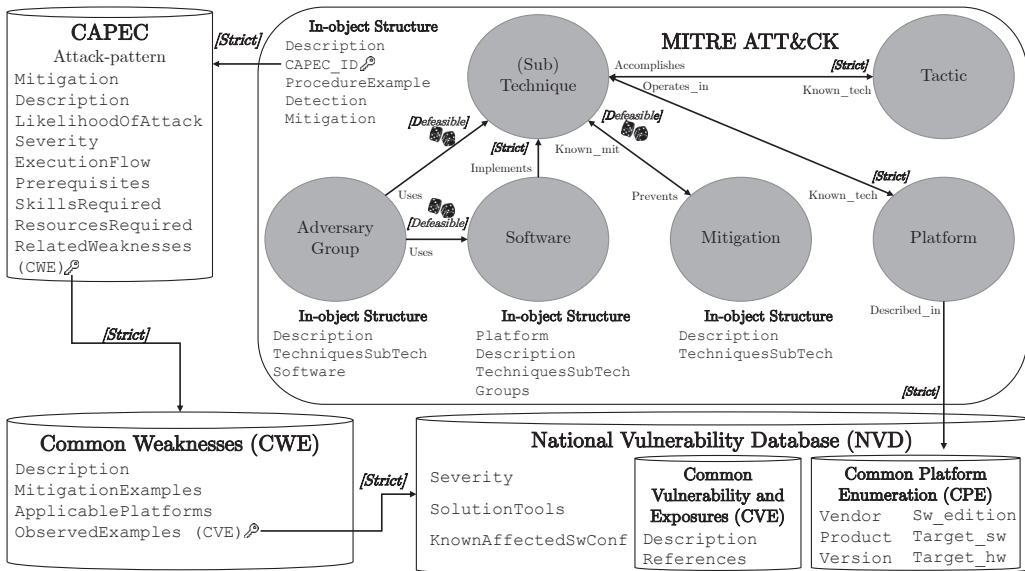 CAPEC
Attack-pattern
Mitigation
Description
LikelihoodOfAttack
Severity
ExecutionFlow
Prerequisites
SkillsRequired
ResourcesRequired
RelatedWeaknesses
(CWE)
[Strict]
In-object Structure
Description
CAPEC_ID
ProcedureExample
Detection
Mitigation
MITRE ATT&CK
(Sub)
Technique
Accomplishes
[Strict]
Known_tech
Tactic
Operates_in
[Defeasible]
[Strict]
Implements
[Defeasible]
Known_mit
[Strict]
Known_tech
Uses
Prevents
Adversary
Group
[Defeasible]
Uses
Software
Mitigation
Platform
In-object Structure
Description
TechniquesSubTech
Software
In-object Structure
Platform
Description
TechniquesSubTech
Groups
In-object Structure
Description
TechniquesSubTech
Described_in
[Strict]
[Strict]
Common Weaknesses (CWE)
Description
MitigationExamples
ApplicablePlatforms
ObservedExamples (CVE)
[Strict]
National Vulnerability Database (NVD)
Severity
SolutionTools
KnownAffectedSwConf
Common
Vulnerability and
Exposures (CVE)
Description
References
Common Platform
Enumeration (CPE)
Vendor Sw_edition
Product Target_sw
Version Target_hw